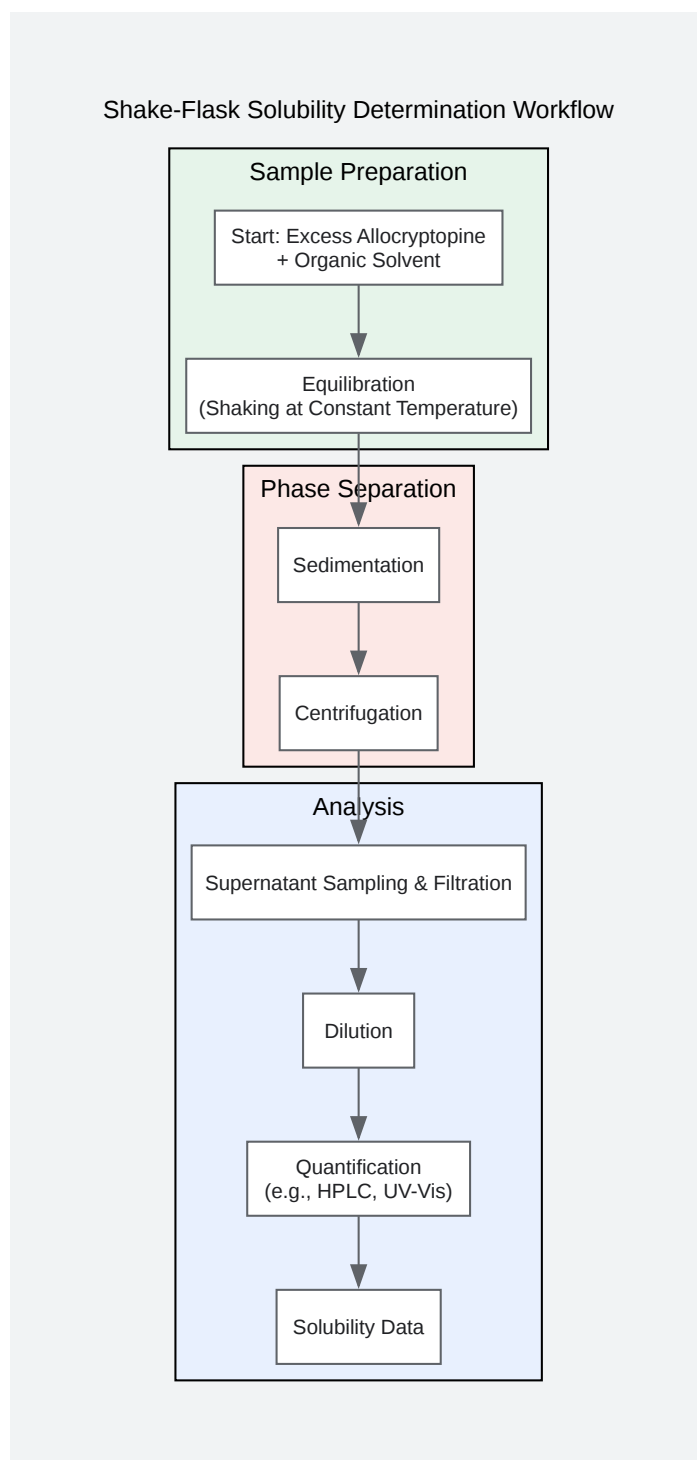 Shake-Flask Solubility Determination Workflow
Sample Preparation
Start: Excess Allocryptopine
+ Organic Solvent
Equilibration
(Shaking at Constant Temperature)
Phase Separation
Sedimentation
Centrifugation
Analysis
Supernatant Sampling & Filtration
Dilution
Quantification
(e.g., HPLC, UV-Vis)
Solubility Data